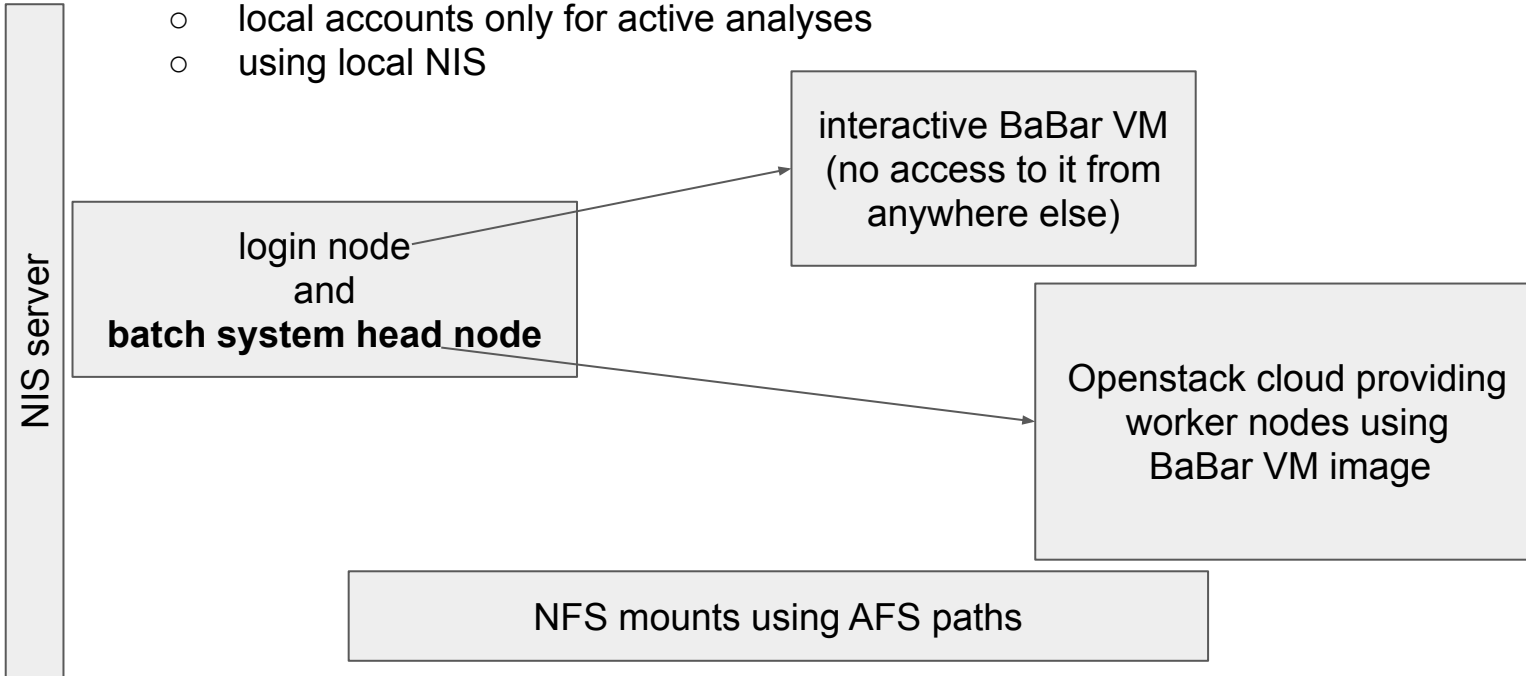 ○ local accounts only for active analyses
○ using local NIS
NIS server
login node
and
batch system head node
interactive BaBar VM
(no access to it from
anywhere else)
Openstack cloud providing
worker nodes using
BaBar VM image
NFS mounts using AFS paths